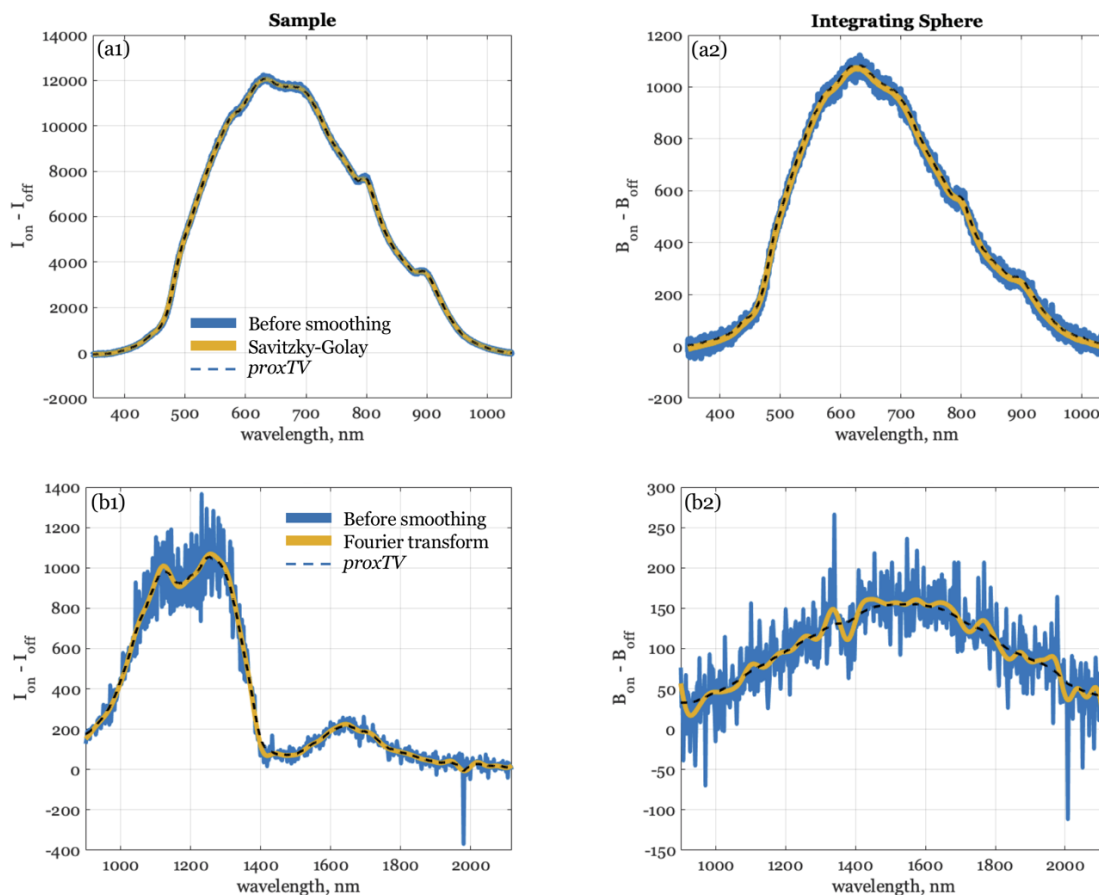 Sample
(a1)
14000
12000
10000
8000
6000
4000
2000
0
-2000
I_on - I_off
Before smoothing
Savitzky-Golay
proxTV
400 500 600 700 800 900 1000
wavelength, nm
Integrating Sphere
(a2)
1200
1000
800
600
400
200
0
-200
B_on - B_off
400 500 600 700 800 900 1000
wavelength, nm
(b1)
1400
1200
1000
800
600
400
200
0
-200
-400
I_on - I_off
Before smoothing
Fourier transform
proxTV
1000 1200 1400 1600 1800 2000
wavelength, nm
(b2)
300
250
200
150
100
50
0
-50
-100
-150
B_on - B_off
1000 1200 1400 1600 1800 2000
wavelength, nm